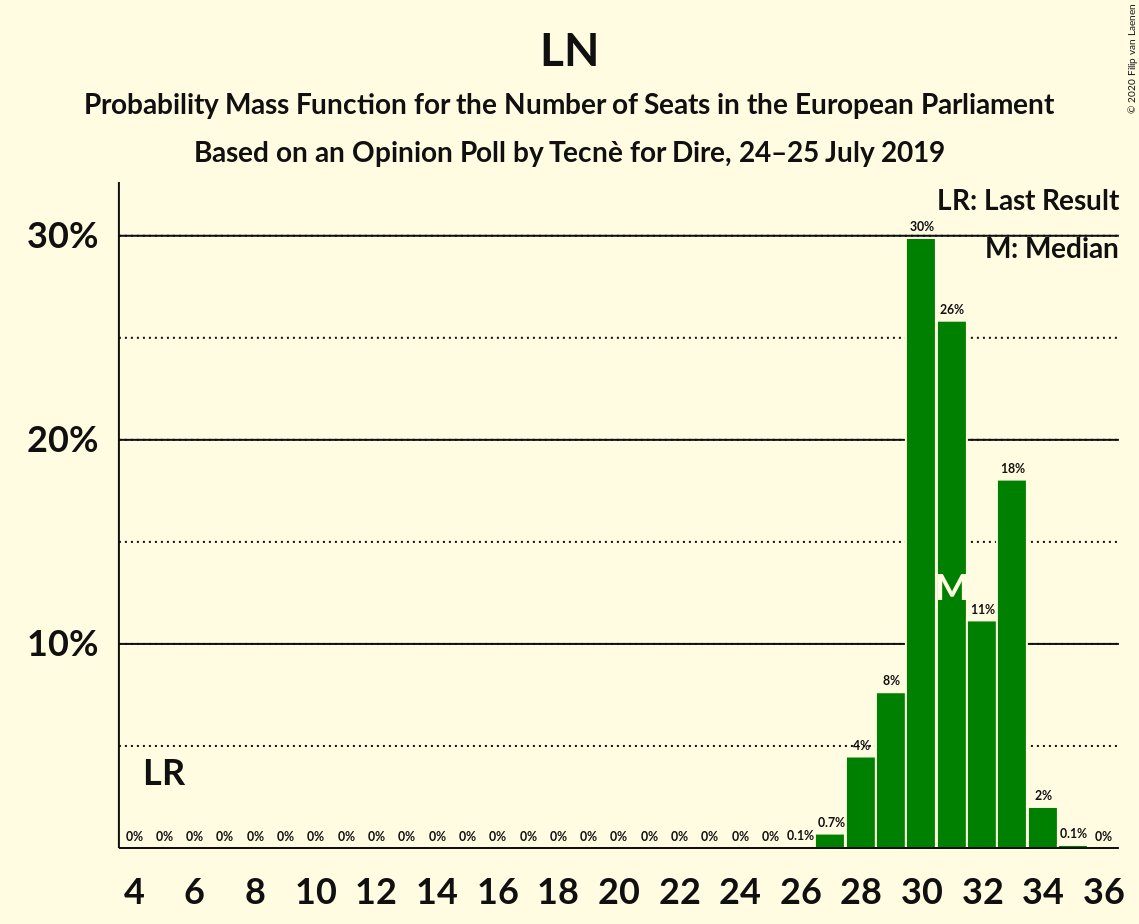 LN
Probability Mass Function for the Number of Seats in the European Parliament
Based on an Opinion Poll by Tecnè for Dire, 24–25 July 2019
© 2020 Filip van Laenen
LR: Last Result
M: Median
30%
20%
10%
30%
26%
18%
11%
8%
4%
2%
0.7%
0.1%
0.1%
M
LR
0% 0% 0% 0% 0% 0% 0% 0% 0% 0% 0% 0% 0% 0% 0% 0% 0% 0% 0% 0% 0% 0% 0%
4 6 8 10 12 14 16 18 20 22 24 26 28 30 32 34 36